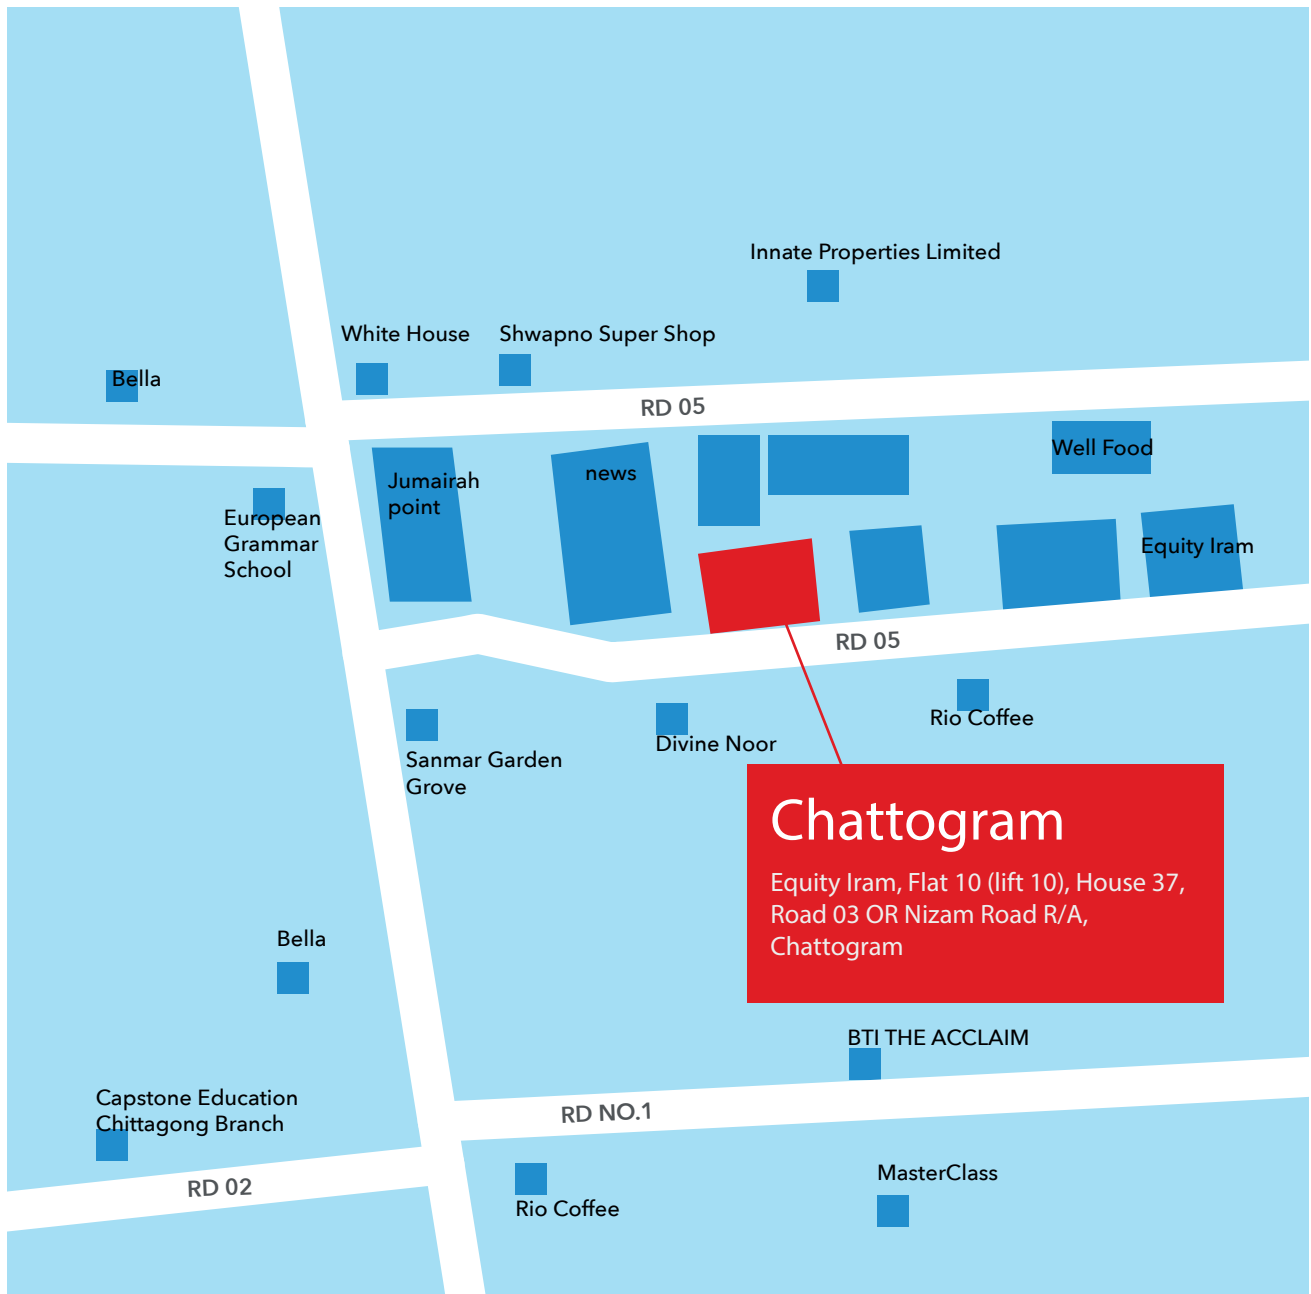 Innate Properties Limited
White House
Shwapno Super Shop
Bella
RD 05
Well Food
Jumairah
point
news
European
Grammar
School
Equity Iram
RD 05
Rio Coffee
Divine Noor
Sanmar Garden
Grove
Chattogram
Equity Iram, Flat 10 (lift 10), House 37,
Road 03 OR Nizam Road R/A,
Chattogram
Bella
BTI THE ACCLAIM
Capstone Education
Chittagong Branch
RD NO.1
RD 02
MasterClass
Rio Coffee